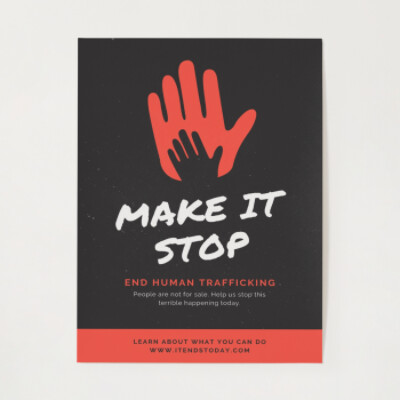 MAKE IT
STOP
END HUMAN TRAFFICKING
People are not for sale. Help us stop this
terrible happening today.
LEARN ABOUT WHAT YOU CAN DO
WWW.ITENDSTODAY.COM